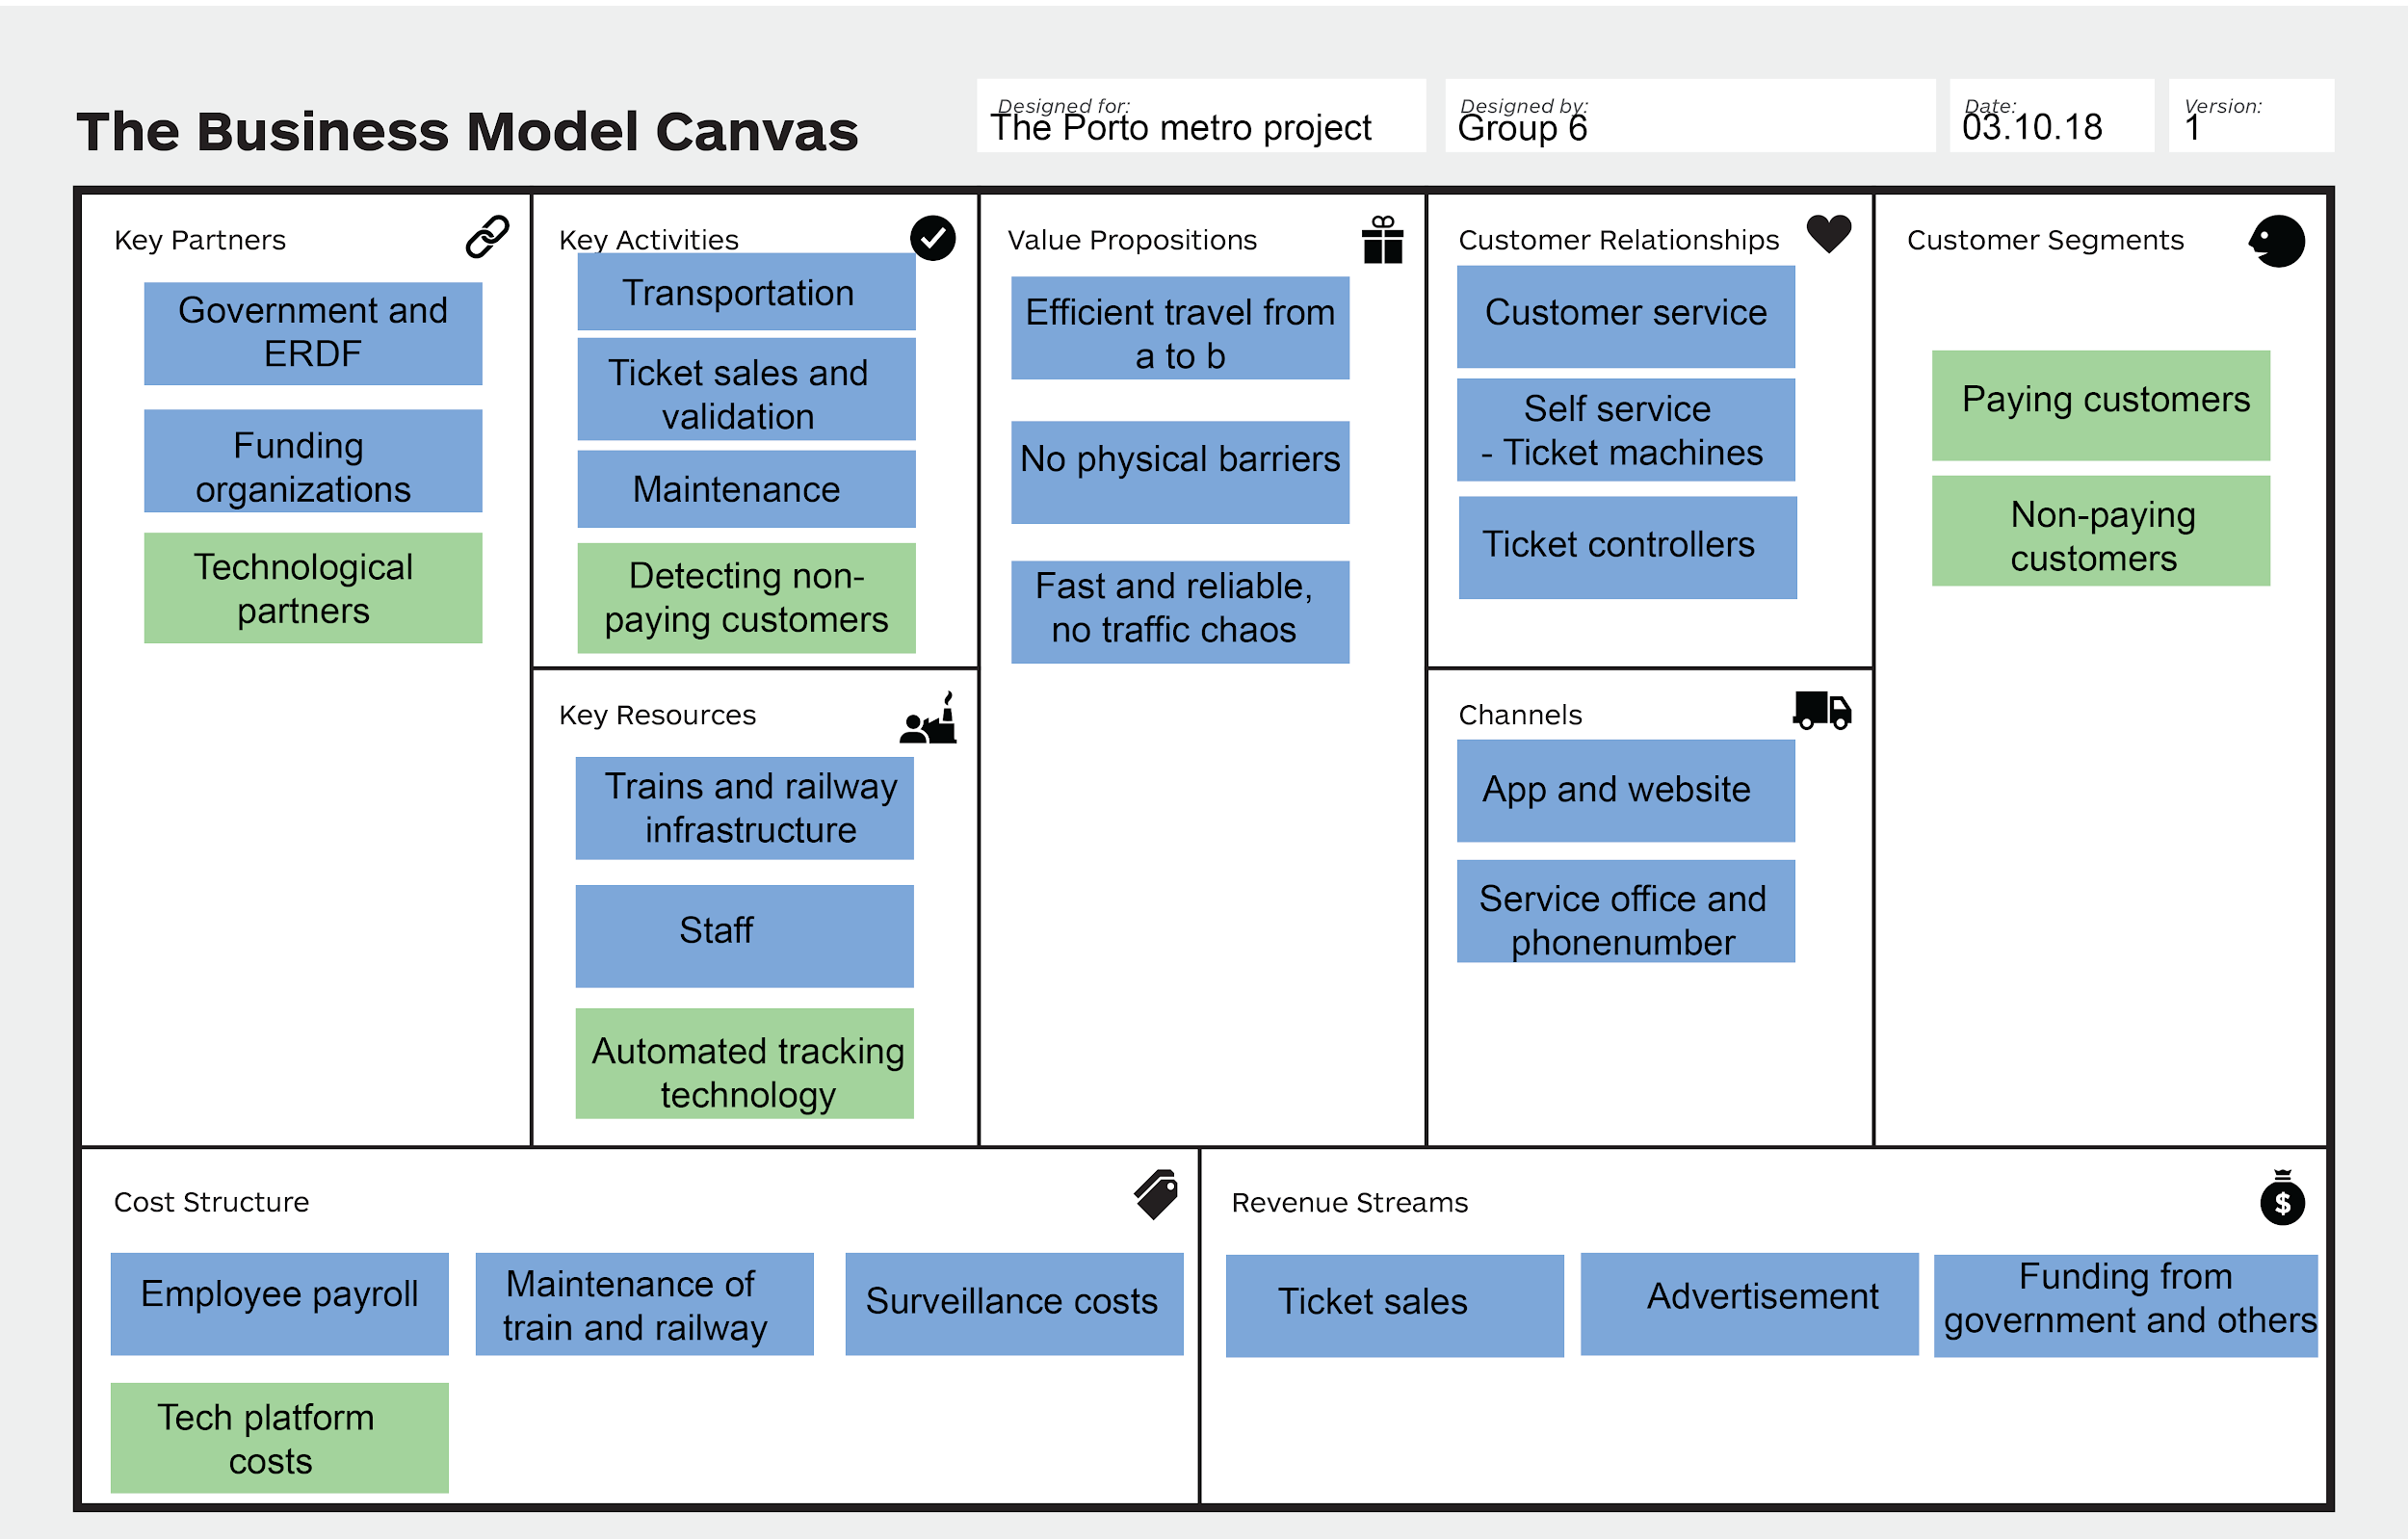 The Business Model Canvas
Designed for:
The Porto metro project
Designed by:
Group 6
Date:
03.10.18
Version:
1
Key Partners
Government and
ERDF
Funding
organizations
Technological
partners
Key Activities
Transportation
Ticket sales and
validation
Maintenance
Detecting non-
paying customers
Key Resources
Trains and railway
infrastructure
Staff
Automated tracking
technology
Value Propositions
Efficient travel from
a to b
No physical barriers
Fast and reliable,
no traffic chaos
Customer Relationships
Customer service
Self service
- Ticket machines
Ticket controllers
Channels
App and website
Service office and
phonenumber
Customer Segments
Paying customers
Non-paying
customers
Cost Structure
Employee payroll
Maintenance of
train and railway
Surveillance costs
Tech platform
costs
Revenue Streams
$
Ticket sales
Advertisement
Funding from
government and others